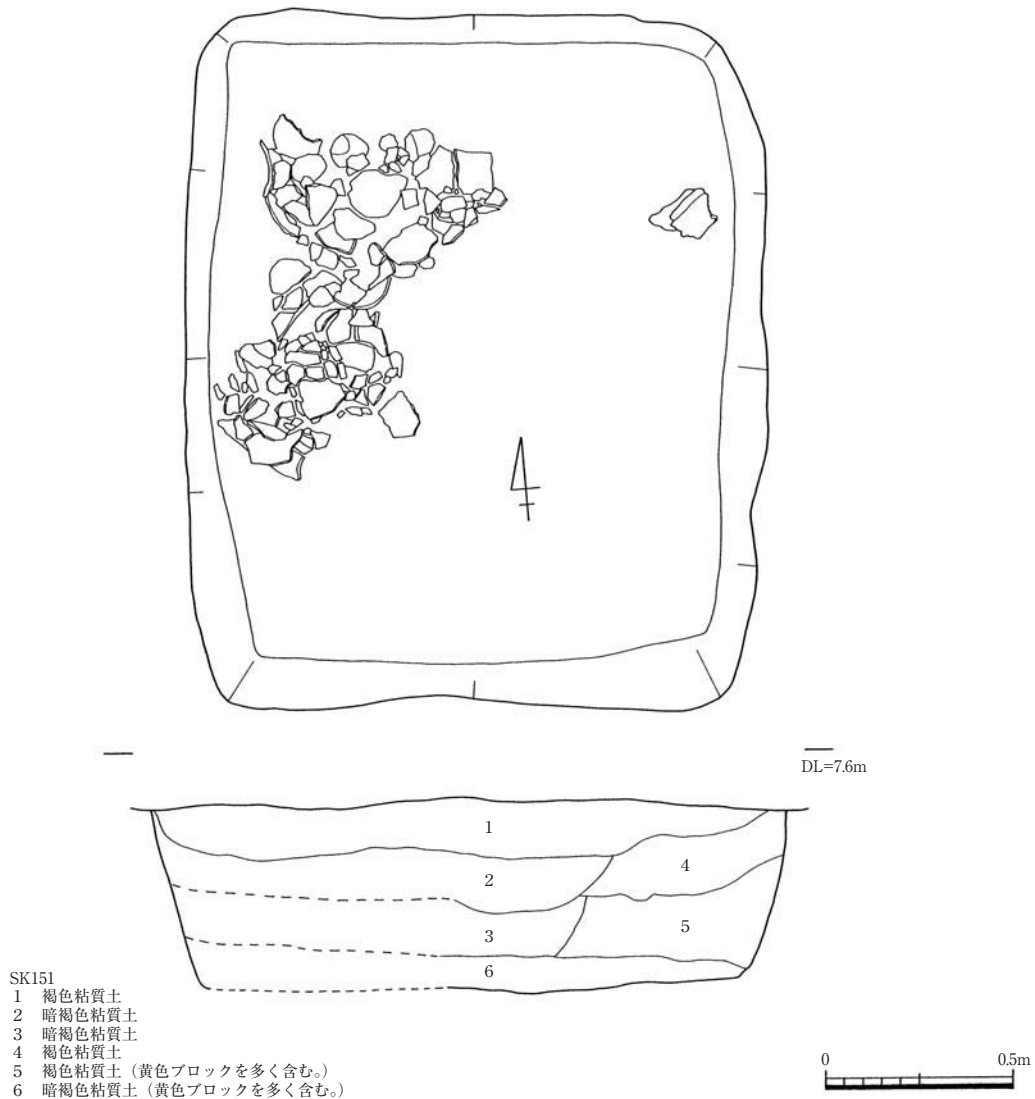 DL=7.6m
1
2
4
3
5
6
SK151
1 褐色粘質土
2 暗褐色粘質土
3 暗褐色粘質土
4 褐色粘質土
5 褐色粘質土（黄色ブロックを多く含む。）
6 暗褐色粘質土（黄色ブロックを多く含む。）
0 0.5m